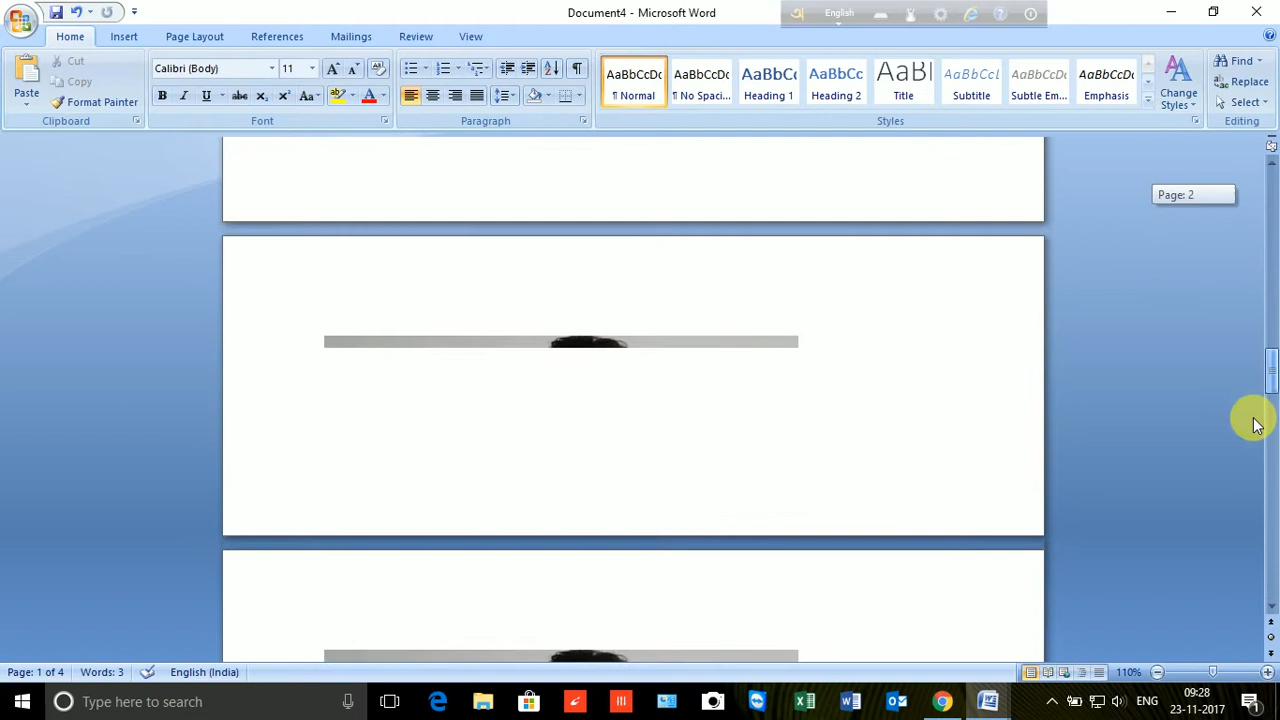 Document4 - Microsoft Word
English
Home
Insert
Page Layout
References
Mailings
Review
View
Paste
Cut
Copy
Format Painter
Clipboard
Calibri (Body)
11
Font
Paragraph
AaBbCcDc
¶ Normal
AaBbCcDc
¶ No Spaci...
AaBbCc
Heading 1
AaBbCc
Heading 2
AaBl
Title
AaBbCcL
Subtitle
AaBbCcDc
Subtle Em...
AaBbCcDc
Emphasis
Styles
Change
Styles
Find
Replace
Select
Editing
Page: 2
Page: 1 of 4
Words: 3
English (India)
110%
Type here to search
ENG
09:28
23-11-2017